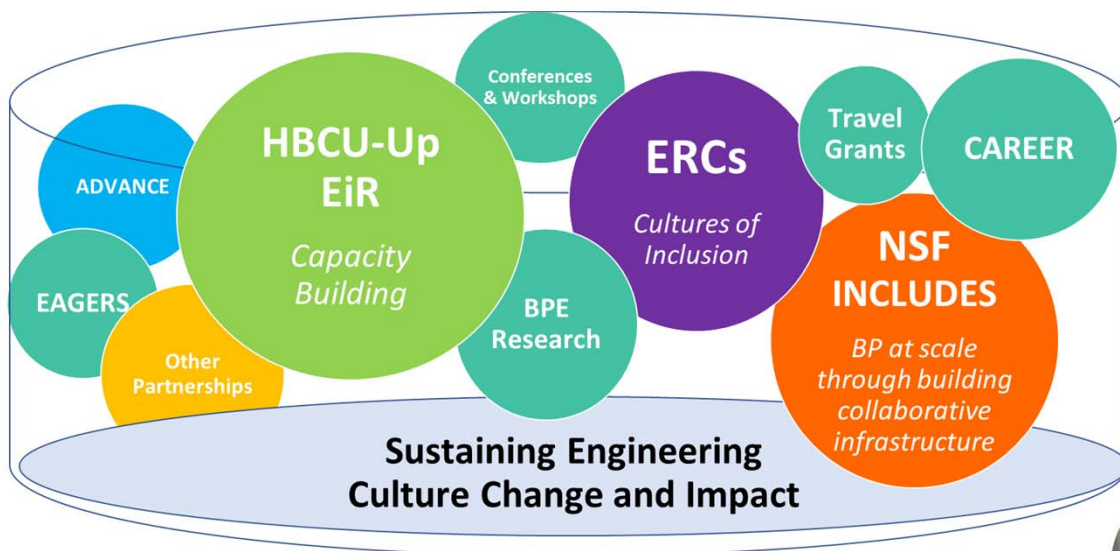 Conferences
& Workshops
HBCU-Up
EiR
Capacity
Building
ERCs
Cultures of
Inclusion
Travel
Grants
CAREER
ADVANCE
EAGERS
Other
Partnerships
BPE
Research
NSF
INCLUDES
BP at scale
through building
collaborative
infrastructure
Sustaining Engineering
Culture Change and Impact